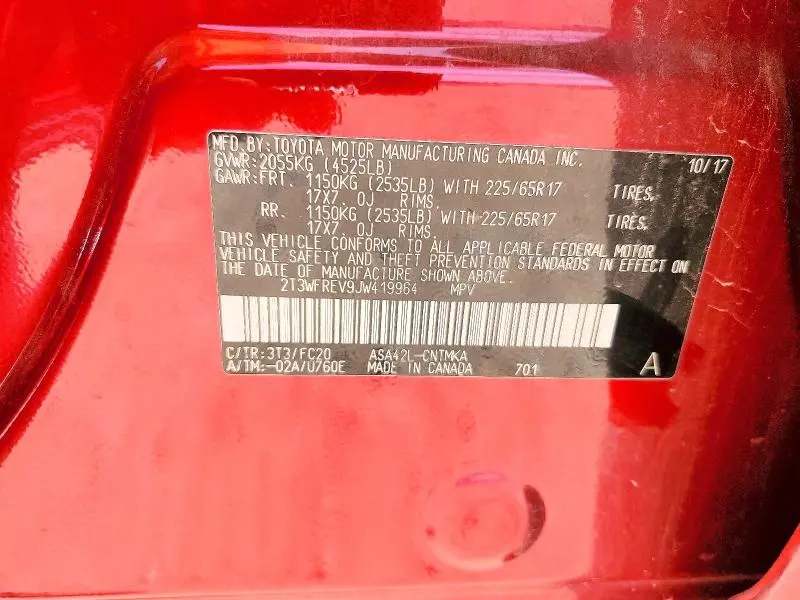 MFD.BY:TOYOTA MOTOR MANUFACTURING CANADA INC. 10/17
GVWR:2055KG (4525LB)
GAWR:FRT. 1150KG (2535LB) WITH 225/65R17 TIRES,
17X7.0J RIMS,
RR. 1150KG (2535LB) WITH 225/65R17 TIRES,
17X7.0J RIMS.
THIS VEHICLE CONFORMS TO ALL APPLICABLE FEDERAL MOTOR
VEHICLE SAFETY AND THEFT PREVENTION STANDARDS IN EFFECT ON
THE DATE OF MANUFACTURE SHOWN ABOVE.
2T3WFREV9JW419964 MPV
C/TR:3T3/FC20 ASA42L-CNTMKA
A/TM:-02A/U760E MADE IN CANADA 701 A